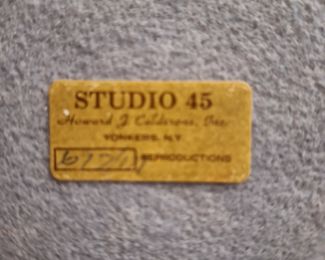 STUDIO 45
Howard J. Calderone, Inc.
YONKERS, N.Y.
REPRODUCTIONS